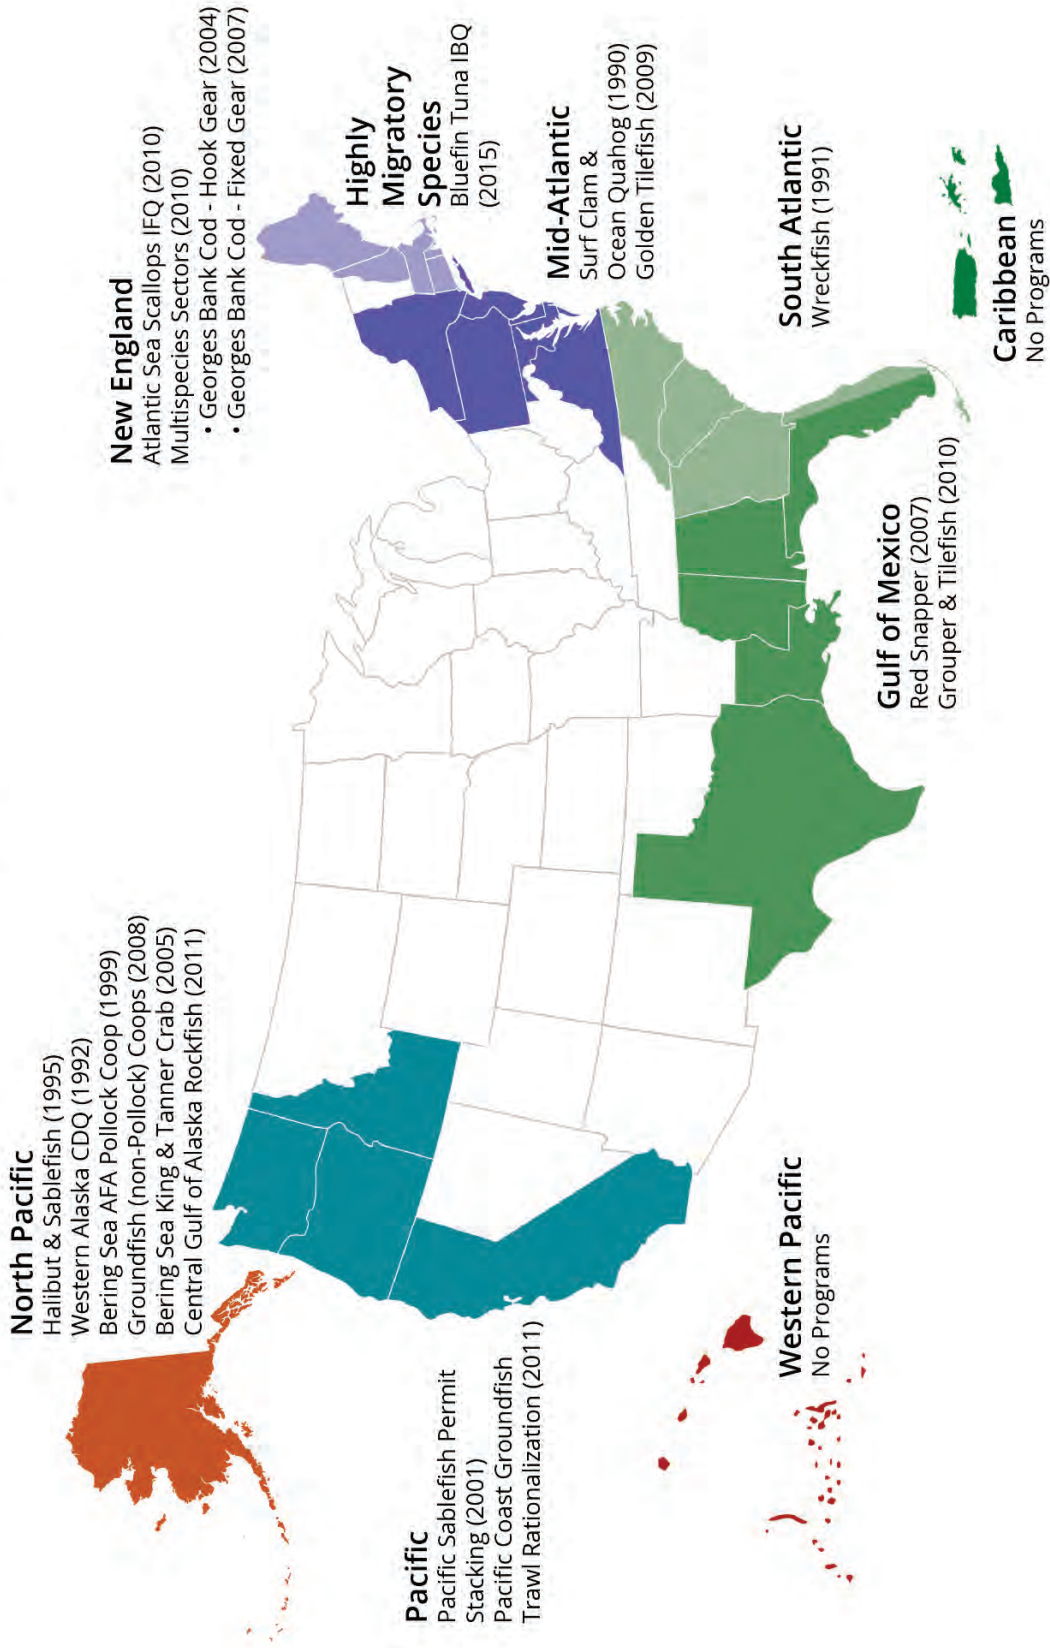 North Pacific
Halibut & Sablefish (1995)
Western Alaska CDQ (1992)
Bering Sea AFA Pollock Coop (1999)
Groundfish (non-Pollock) Coops (2008)
Bering Sea King & Tanner Crab (2005)
Central Gulf of Alaska Rockfish (2011)
New England
Atlantic Sea Scallops IFQ (2010)
Multispecies Sectors (2010)
• Georges Bank Cod - Hook Gear (2004)
• Georges Bank Cod - Fixed Gear (2007)
Highly
Migratory
Species
Bluefin Tuna IBQ
(2015)
Pacific
Pacific Sablefish Permit
Stacking (2001)
Pacific Coast Groundfish
Trawl Rationalization (2011)
Mid-Atlantic
Surf Clam &
Ocean Quahog (1990)
Golden Tilefish (2009)
Western Pacific
No Programs
South Atlantic
Wreckfish (1991)
Gulf of Mexico
Red Snapper (2007)
Grouper & Tilefish (2010)
Caribbean
No Programs